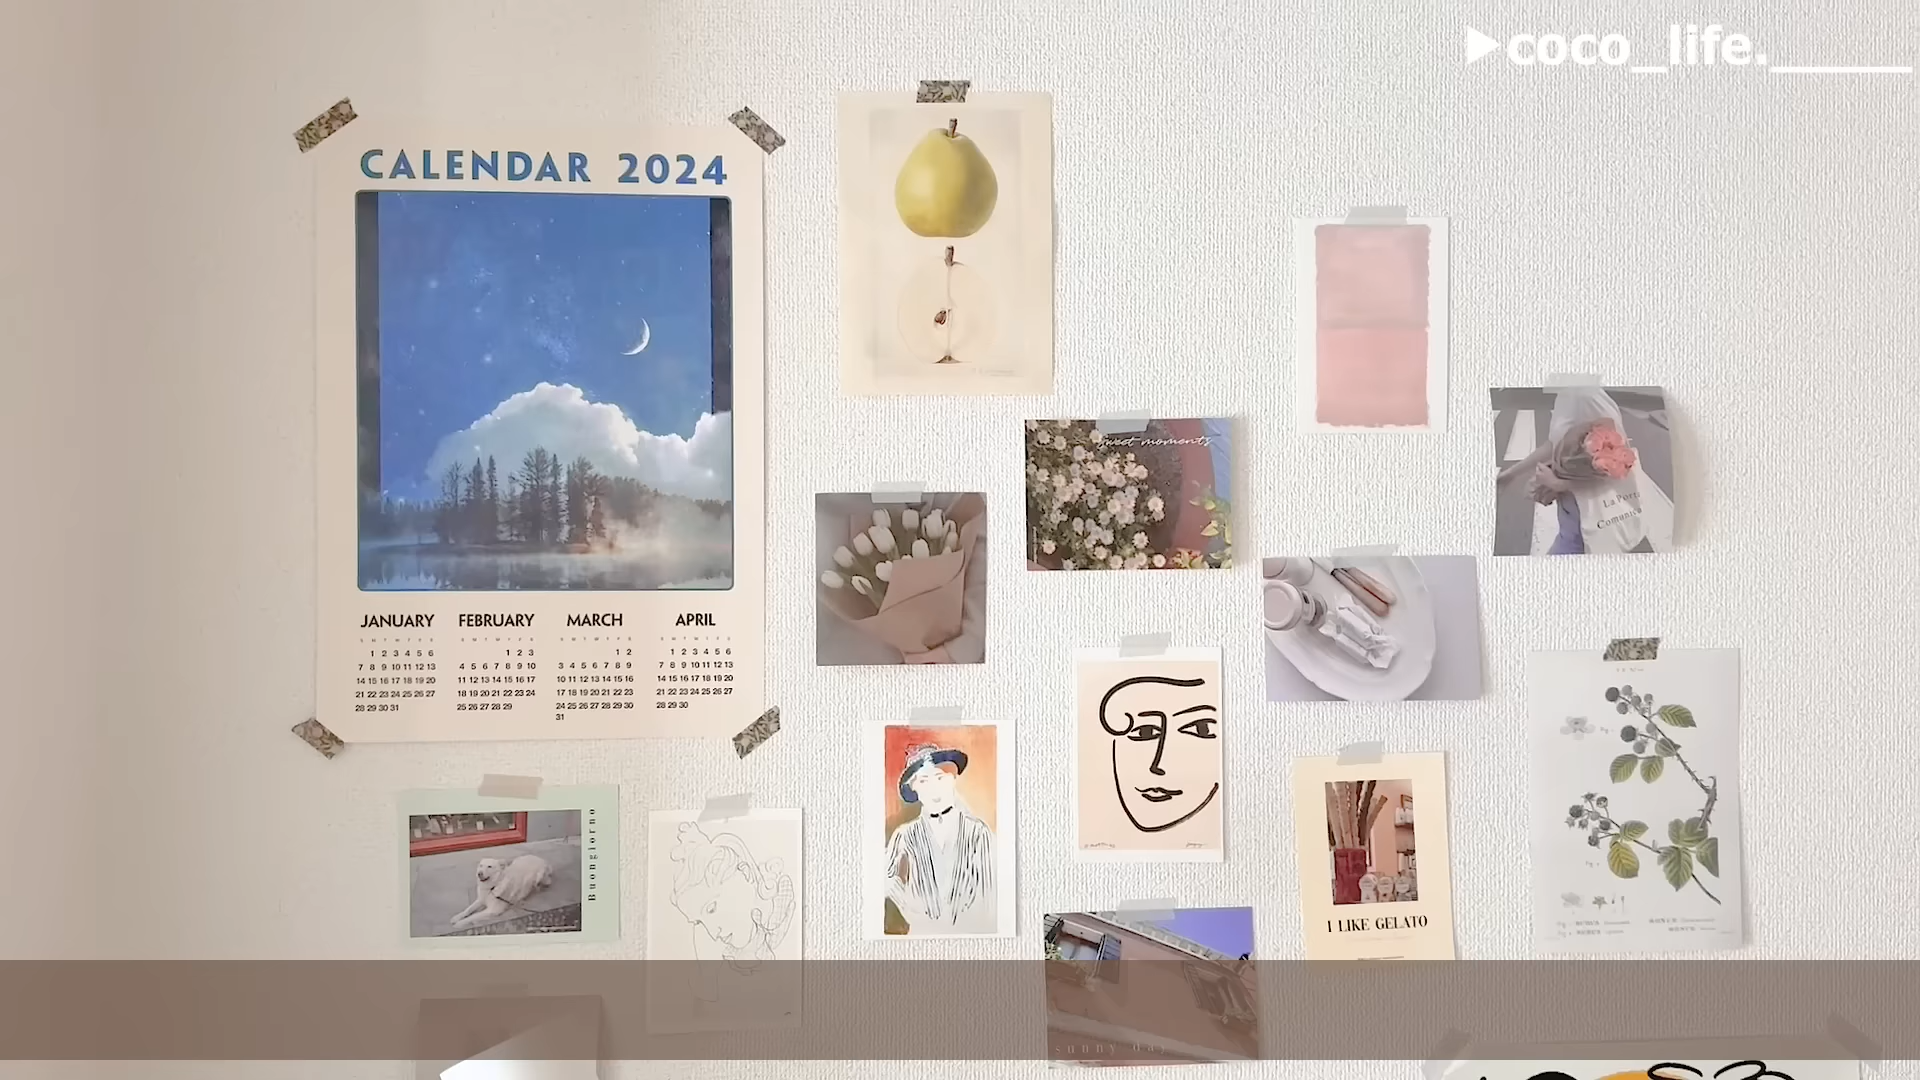 ▶coco_life._____
CALENDAR 2024
JANUARY FEBRUARY MARCH APRIL
S M T W T F S
1 2 3 4 5 6
7 8 9 10 11 12 13
14 15 16 17 18 19 20
21 22 23 24 25 26 27
28 29 30 31
S M T W T F S
1 2 3
4 5 6 7 8 9 10
11 12 13 14 15 16 17
18 19 20 21 22 23 24
25 26 27 28 29
S M T W T F S
1 2
3 4 5 6 7 8 9
10 11 12 13 14 15 16
17 18 19 20 21 22 23
24 25 26 27 28 29 30
31
S M T W T F S
1 2 3 4 5 6
7 8 9 10 11 12 13
14 15 16 17 18 19 20
21 22 23 24 25 26 27
28 29 30
sweet moments
La Porta
Buongiorno
I LIKE GELATO
sunny day